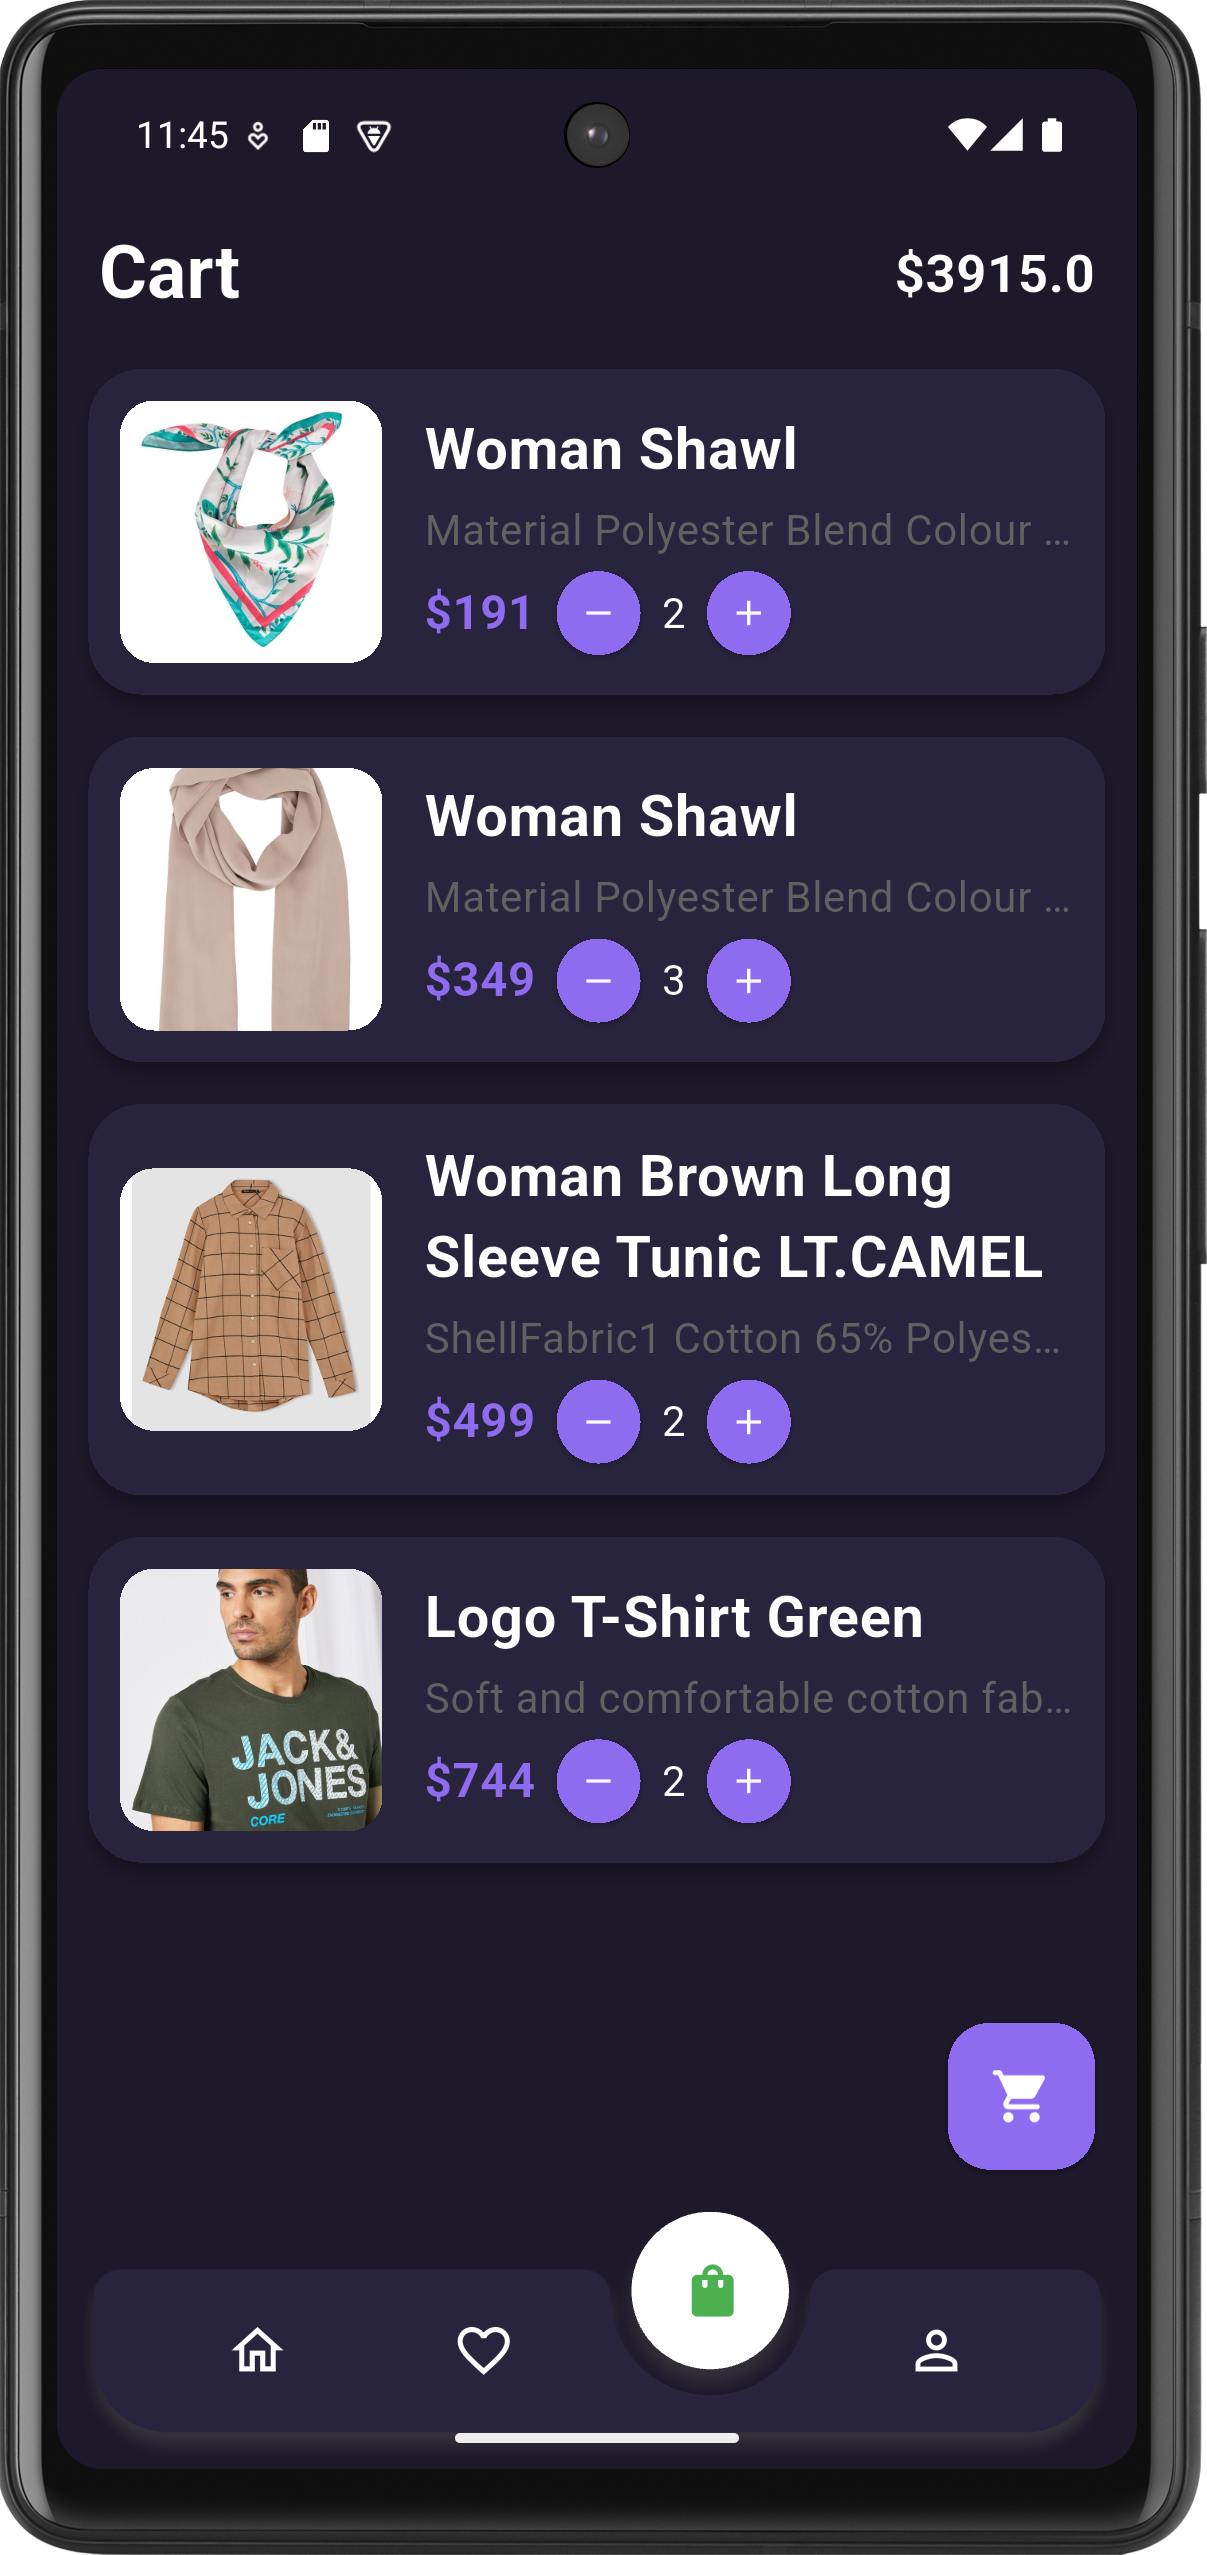 11:45
Cart
$3915.0
Woman Shawl
Material Polyester Blend Colour ...
$191 − 2 +
Woman Shawl
Material Polyester Blend Colour ...
$349 − 3 +
Woman Brown Long
Sleeve Tunic LT.CAMEL
ShellFabric1 Cotton 65% Polyes...
$499 − 2 +
Logo T-Shirt Green
Soft and comfortable cotton fab...
$744 − 2 +
JACK&
JONES
CORE